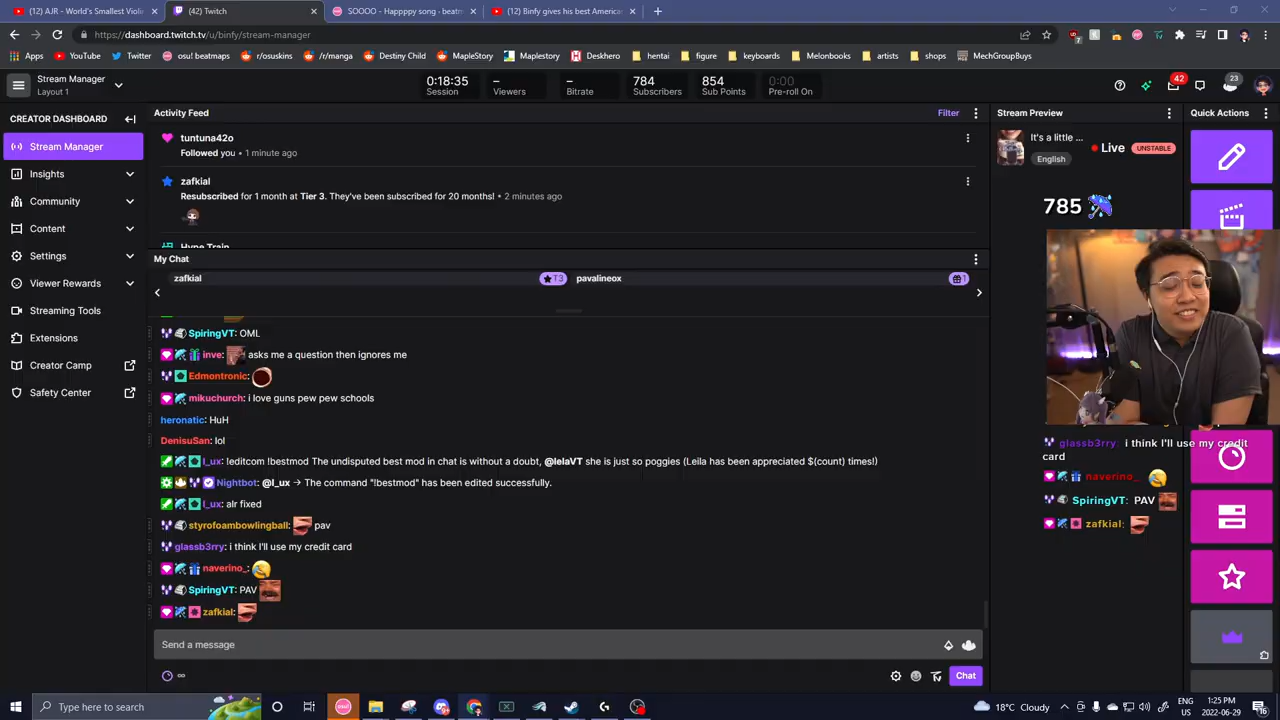 (12) AJR - World's Smallest Violi
(42) Twitch
SOOOO - Happppy song · beatm
(12) Binfy gives his best America
https://dashboard.twitch.tv/u/binfy/stream-manager
Apps
YouTube
Twitter
osu! beatmaps
r/osuskins
r/manga
Destiny Child
MapleStory
Maplestory
Deskhero
hentai
figure
keyboards
Melonbooks
artists
shops
MechGroupBuys
Stream Manager
Layout 1
0:18:35
Session
–
Viewers
–
Bitrate
784
Subscribers
854
Sub Points
0:00
Pre-roll On
42
23
CREATOR DASHBOARD
Stream Manager
Insights
Community
Content
Settings
Viewer Rewards
Streaming Tools
Extensions
Creator Camp
Safety Center
Activity Feed
Filter
tuntuna42o
Followed you • 1 minute ago
zafkial
Resubscribed for 1 month at Tier 3. They've been subscribed for 20 months! • 2 minutes ago
Hype Train
My Chat
zafkial
T3
pavalineox
1
SpiringVT: OML
inve: asks me a question then ignores me
Edmontronic:
mikuchurch: i love guns pew pew schools
heronatic: HuH
DenisuSan: lol
l_ux: !editcom !bestmod The undisputed best mod in chat is without a doubt, @lelaVT she is just so poggies (Leila has been appreciated $(count) times!)
Nightbot: @l_ux → The command "!bestmod" has been edited successfully.
l_ux: alr fixed
styrofoambowlingball: pav
glassb3rry: i think I'll use my credit card
naverino_:
SpiringVT: PAV
zafkial:
Send a message
Chat
Stream Preview
It's a little ...
English
Live
UNSTABLE
785
glassb3rry: i think I'll use my credit
card
naverino_:
SpiringVT: PAV
zafkial:
Quick Actions
Type here to search
18°C Cloudy
ENG
US
1:25 PM
2022-06-29
16